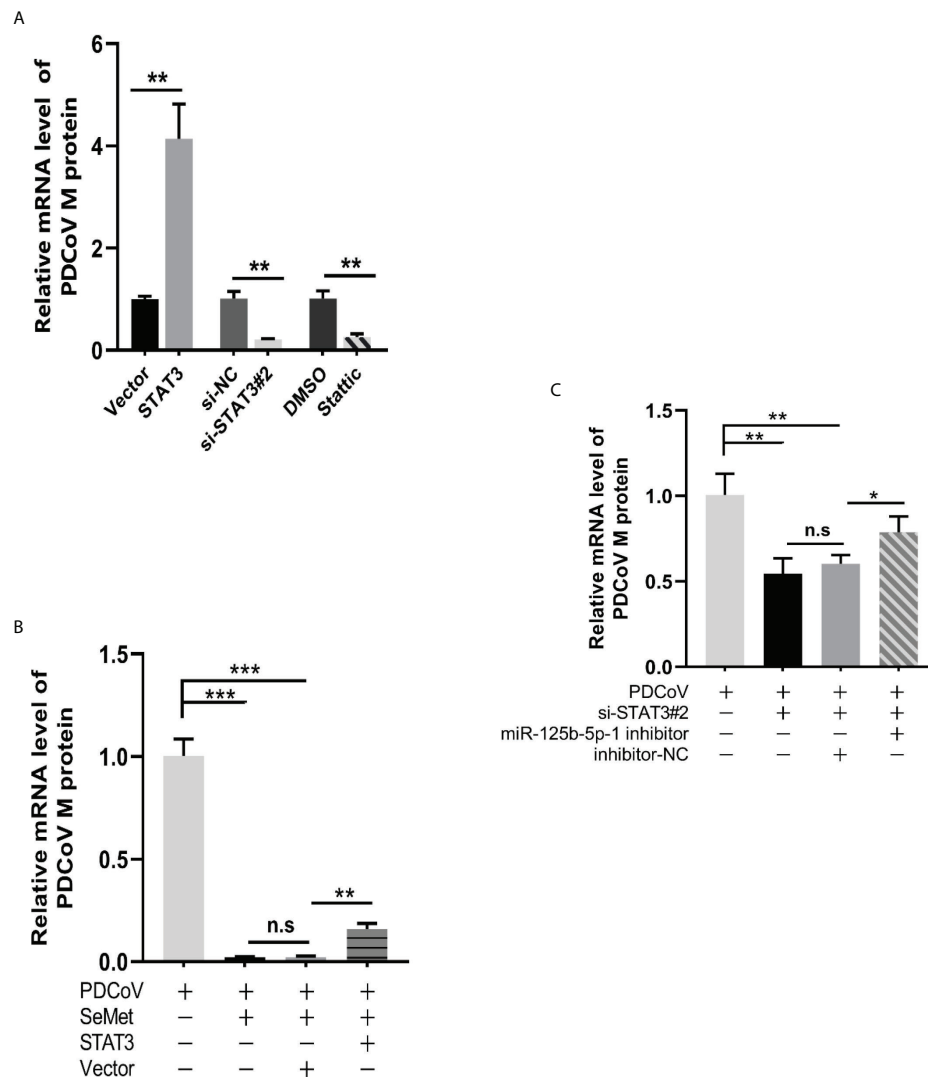 A
Relative mRNA level of
PDCoV M protein
6
4
2
0
**
**
**
Vector
STAT3
si-NC
si-STAT3#2
DMSO
Stattic
C
Relative mRNA level of
PDCoV M protein
1.5
1.0
0.5
0.0
**
**
*
n.s
PDCoV + + + +
si-STAT3#2 – + + +
miR-125b-5p-1 inhibitor – – – +
inhibitor-NC – – + –
B
Relative mRNA level of
PDCoV M protein
1.5
1.0
0.5
0.0
***
***
**
n.s
PDCoV + + + +
SeMet – + + +
STAT3 – – – +
Vector – – + –